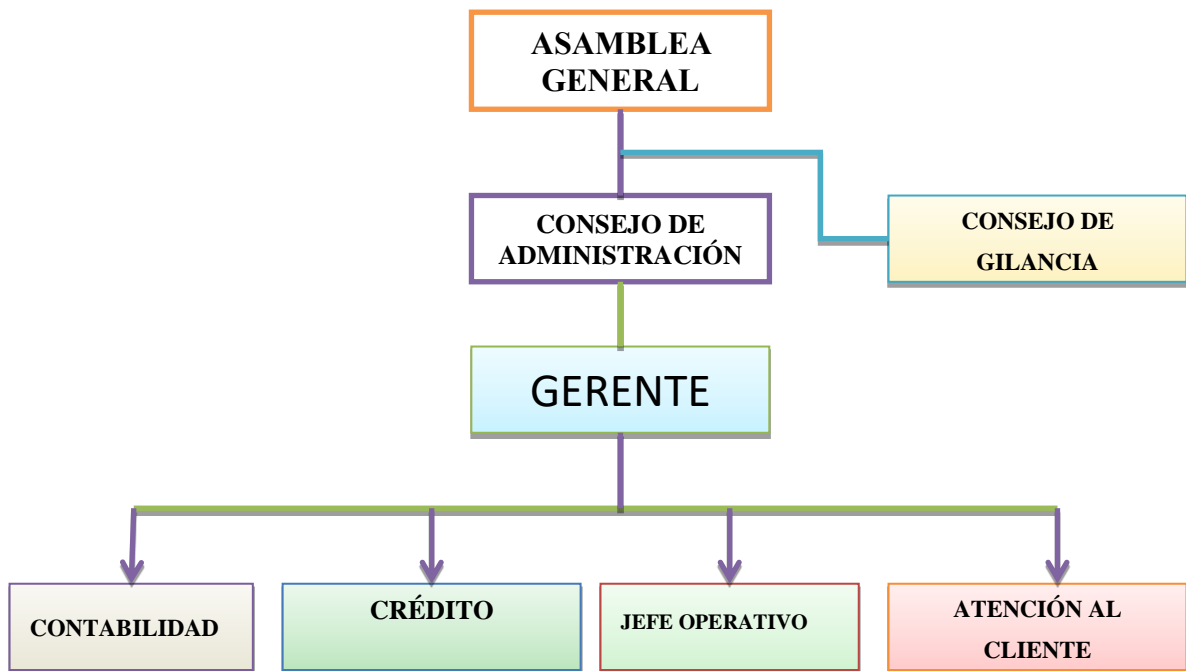 ASAMBLEA
GENERAL
CONSEJO DE
ADMINISTRACIÓN
CONSEJO DE
GILANCIA
GERENTE
CONTABILIDAD
CRÉDITO
JEFE OPERATIVO
ATENCIÓN AL
CLIENTE